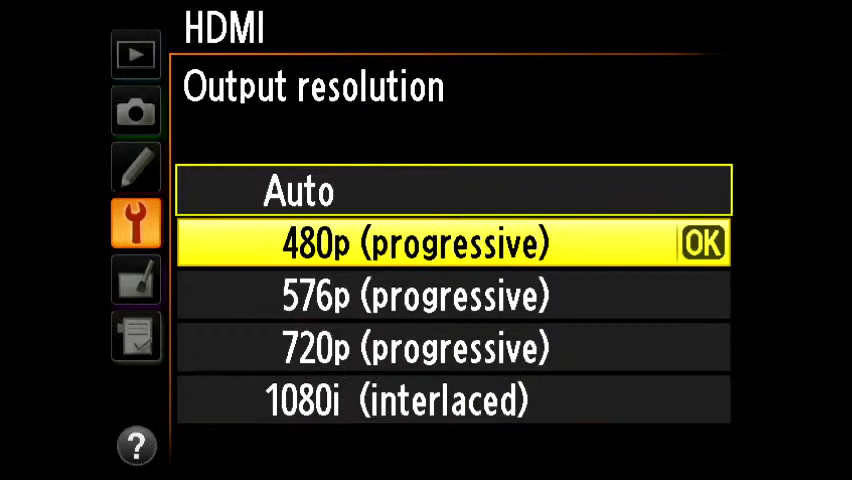 HDMI
Output resolution
Auto
480p (progressive) OK
576p (progressive)
720p (progressive)
1080i (interlaced)
?